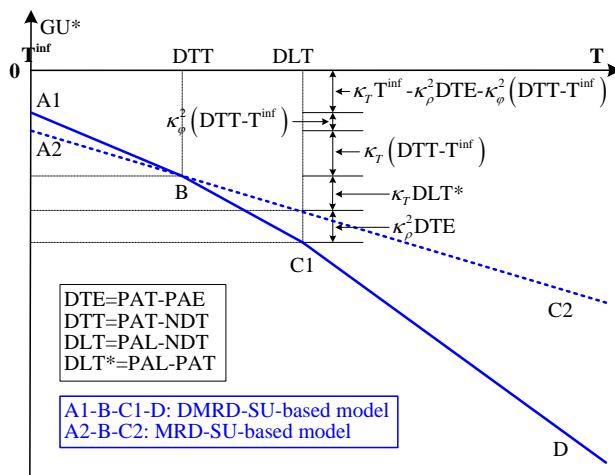 GU*
T^inf DTT DLT T
0
A1
A2
B
C1
C2
D
κ_T T^inf -κ_ρ^2 DTE-κ_φ^2 (DTT-T^inf)
κ_φ^2 (DTT-T^inf)
κ_T (DTT-T^inf)
κ_T DLT*
κ_ρ^2 DTE
DTE=PAT-PAE
DTT=PAT-NDT
DLT=PAL-NDT
DLT*=PAL-PAT
A1-B-C1-D: DMRD-SU-based model
A2-B-C2: MRD-SU-based model